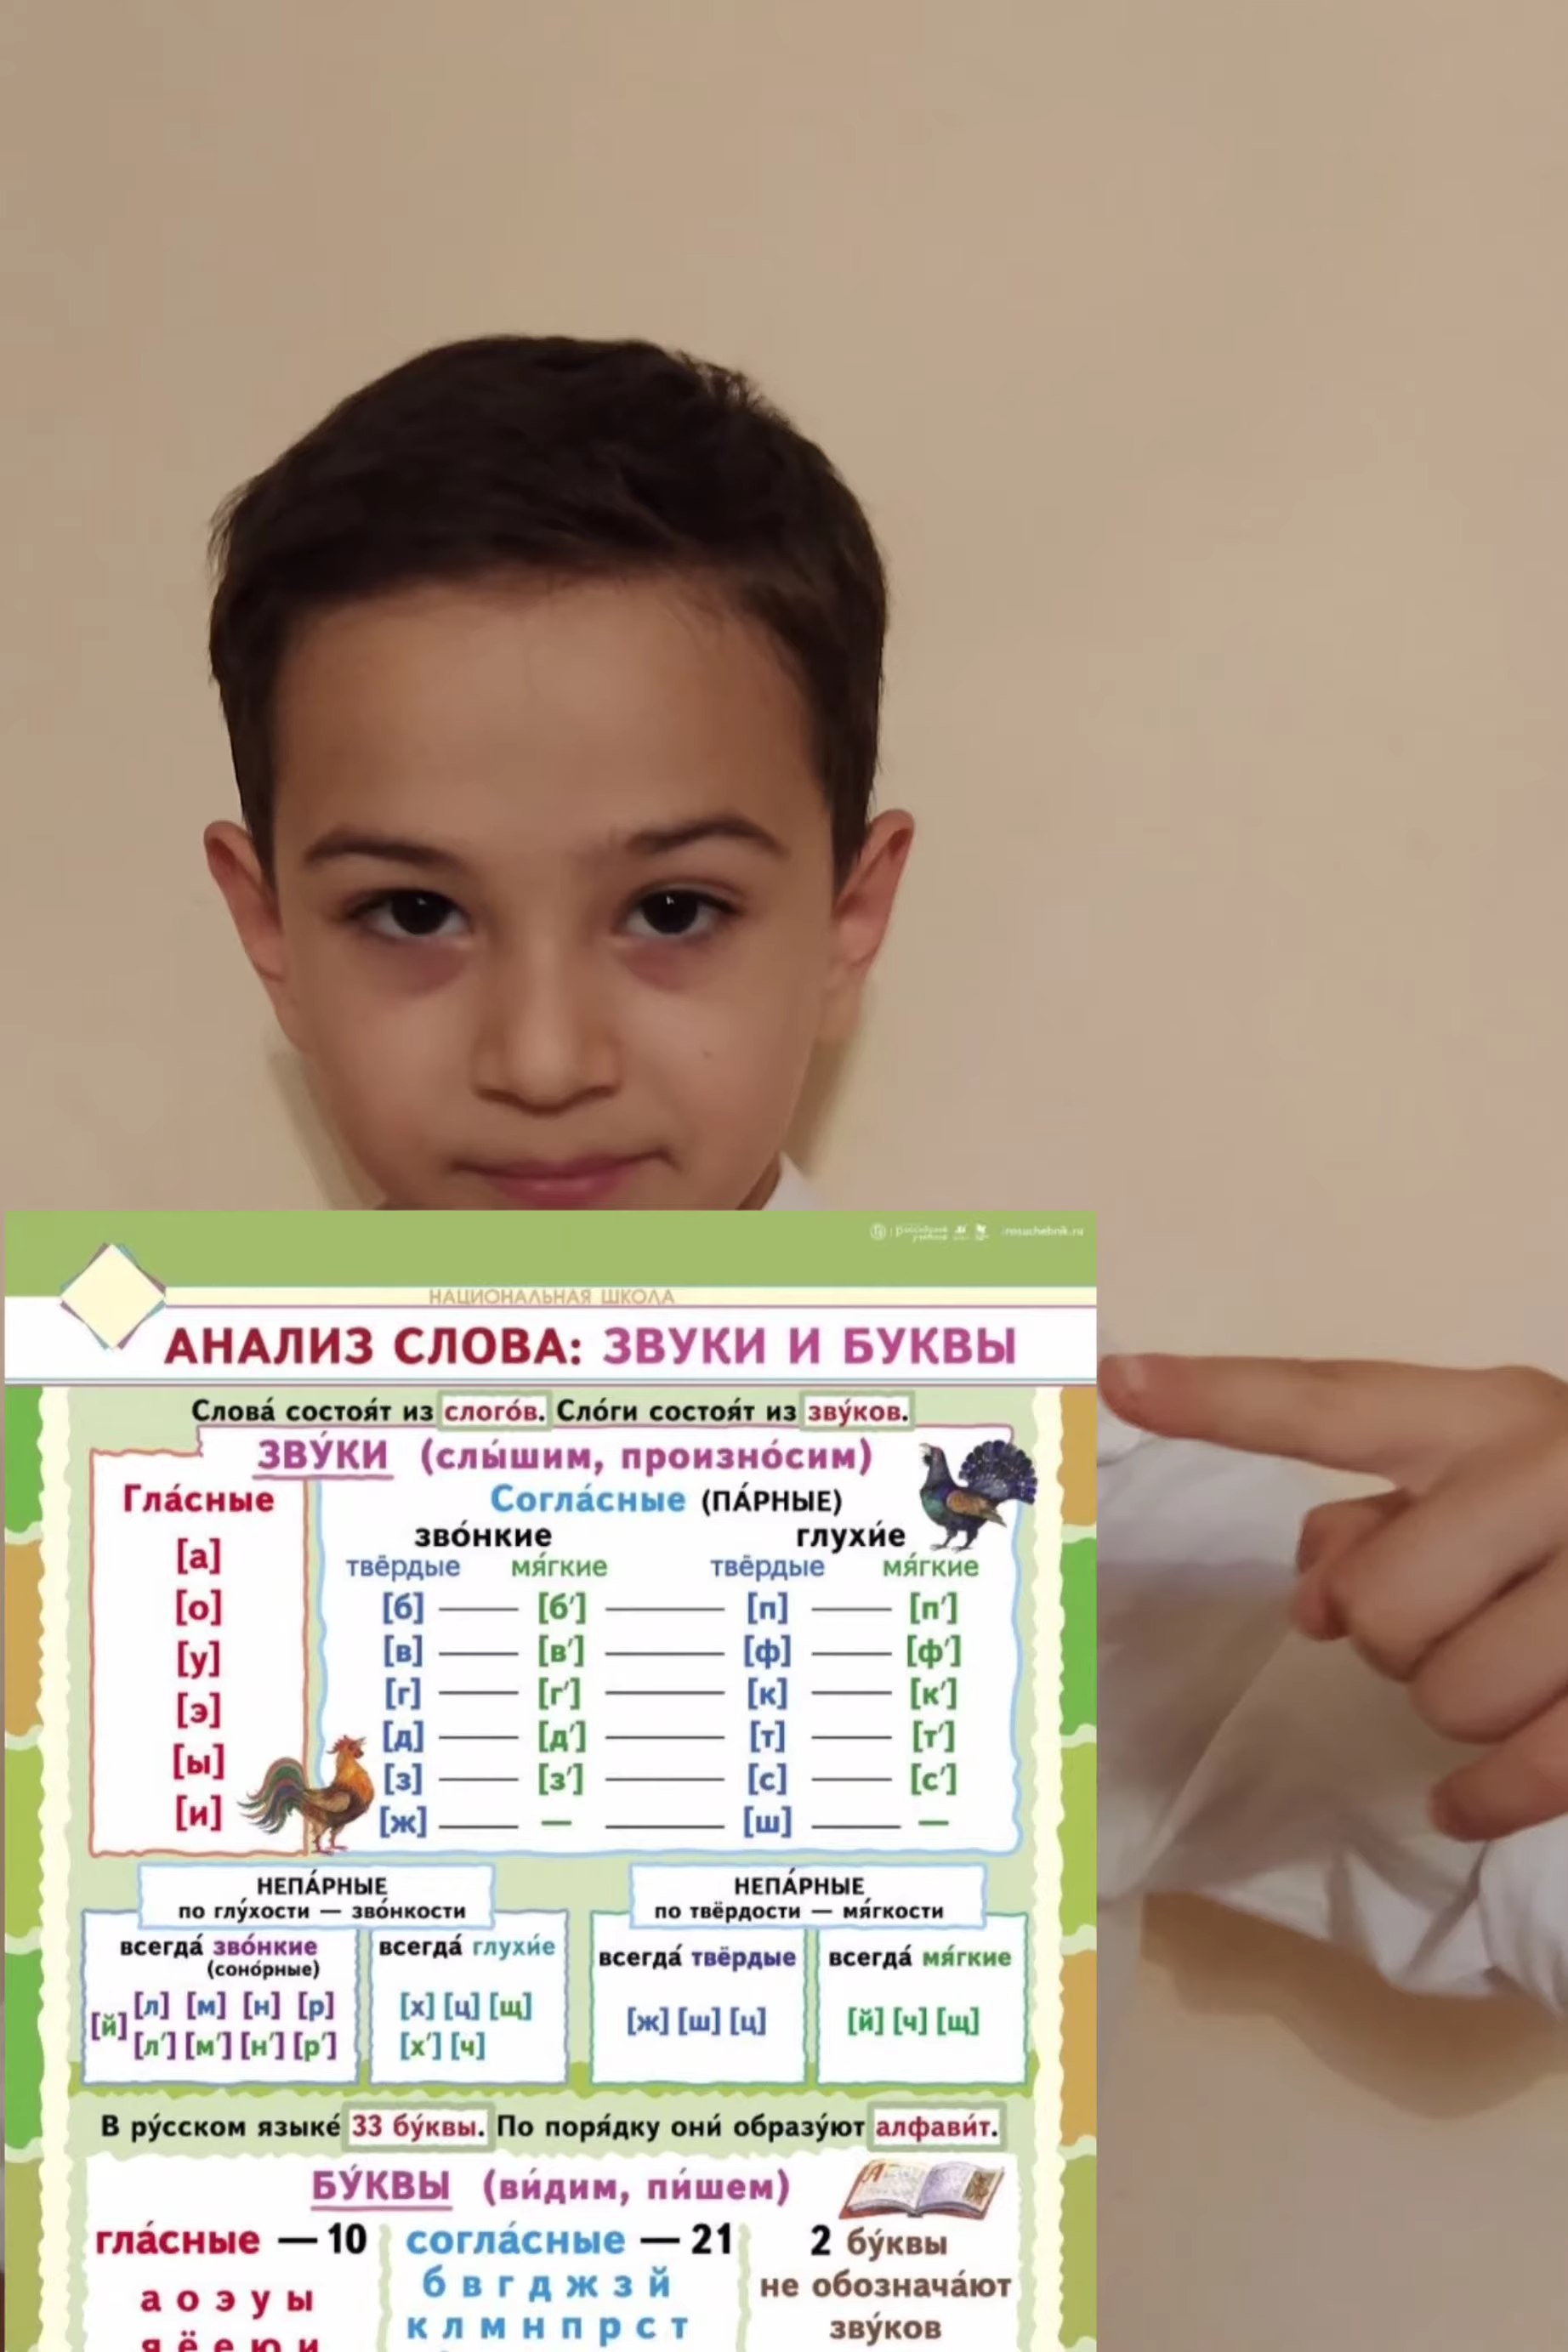 rosuchebnik.ru
НАЦИОНАЛЬНАЯ ШКОЛА
АНАЛИЗ СЛОВА: ЗВУКИ И БУКВЫ
Слова́ состоя́т из слого́в. Сло́ги состоя́т из зву́ков.
ЗВУ́КИ (слы́шим, произно́сим)
Гла́сные
[а]
[о]
[у]
[э]
[ы]
[и]
Согла́сные (ПА́РНЫЕ)
зво́нкие глухи́е
твёрдые мя́гкие твёрдые мя́гкие
[б] — [б′] — [п] — [п′]
[в] — [в′] — [ф] — [ф′]
[г] — [г′] — [к] — [к′]
[д] — [д′] — [т] — [т′]
[з] — [з′] — [с] — [с′]
[ж] — — — [ш] — —
НЕПА́РНЫЕ
по глу́хости — зво́нкости
всегда́ зво́нкие
(соно́рные)
[й] [л] [м] [н] [р]
[л′] [м′] [н′] [р′]
всегда́ глухи́е
[х] [ц] [щ]
[х′] [ч]
НЕПА́РНЫЕ
по твёрдости — мя́гкости
всегда́ твёрдые
[ж] [ш] [ц]
всегда́ мя́гкие
[й] [ч] [щ]
В ру́сском языке́ 33 бу́квы. По поря́дку они́ образу́ют алфави́т.
БУ́КВЫ (ви́дим, пи́шем)
гла́сные — 10
а о э у ы
я ё е ю и
согла́сные — 21
б в г д ж з й
к л м н п р с т
2 бу́квы
не обознача́ют
зву́ков